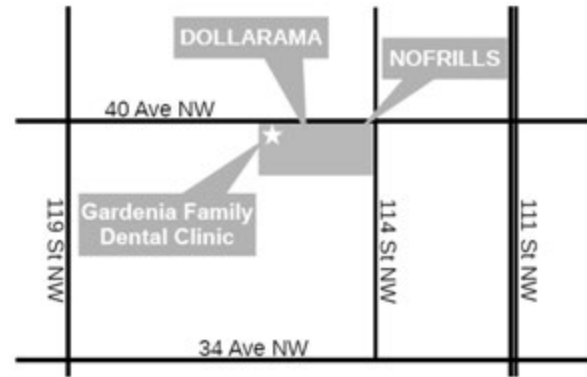 DOLLARAMA
NOFRILLS
40 Ave NW
Gardenia Family
Dental Clinic
119 St NW
114 St NW
111 St NW
34 Ave NW